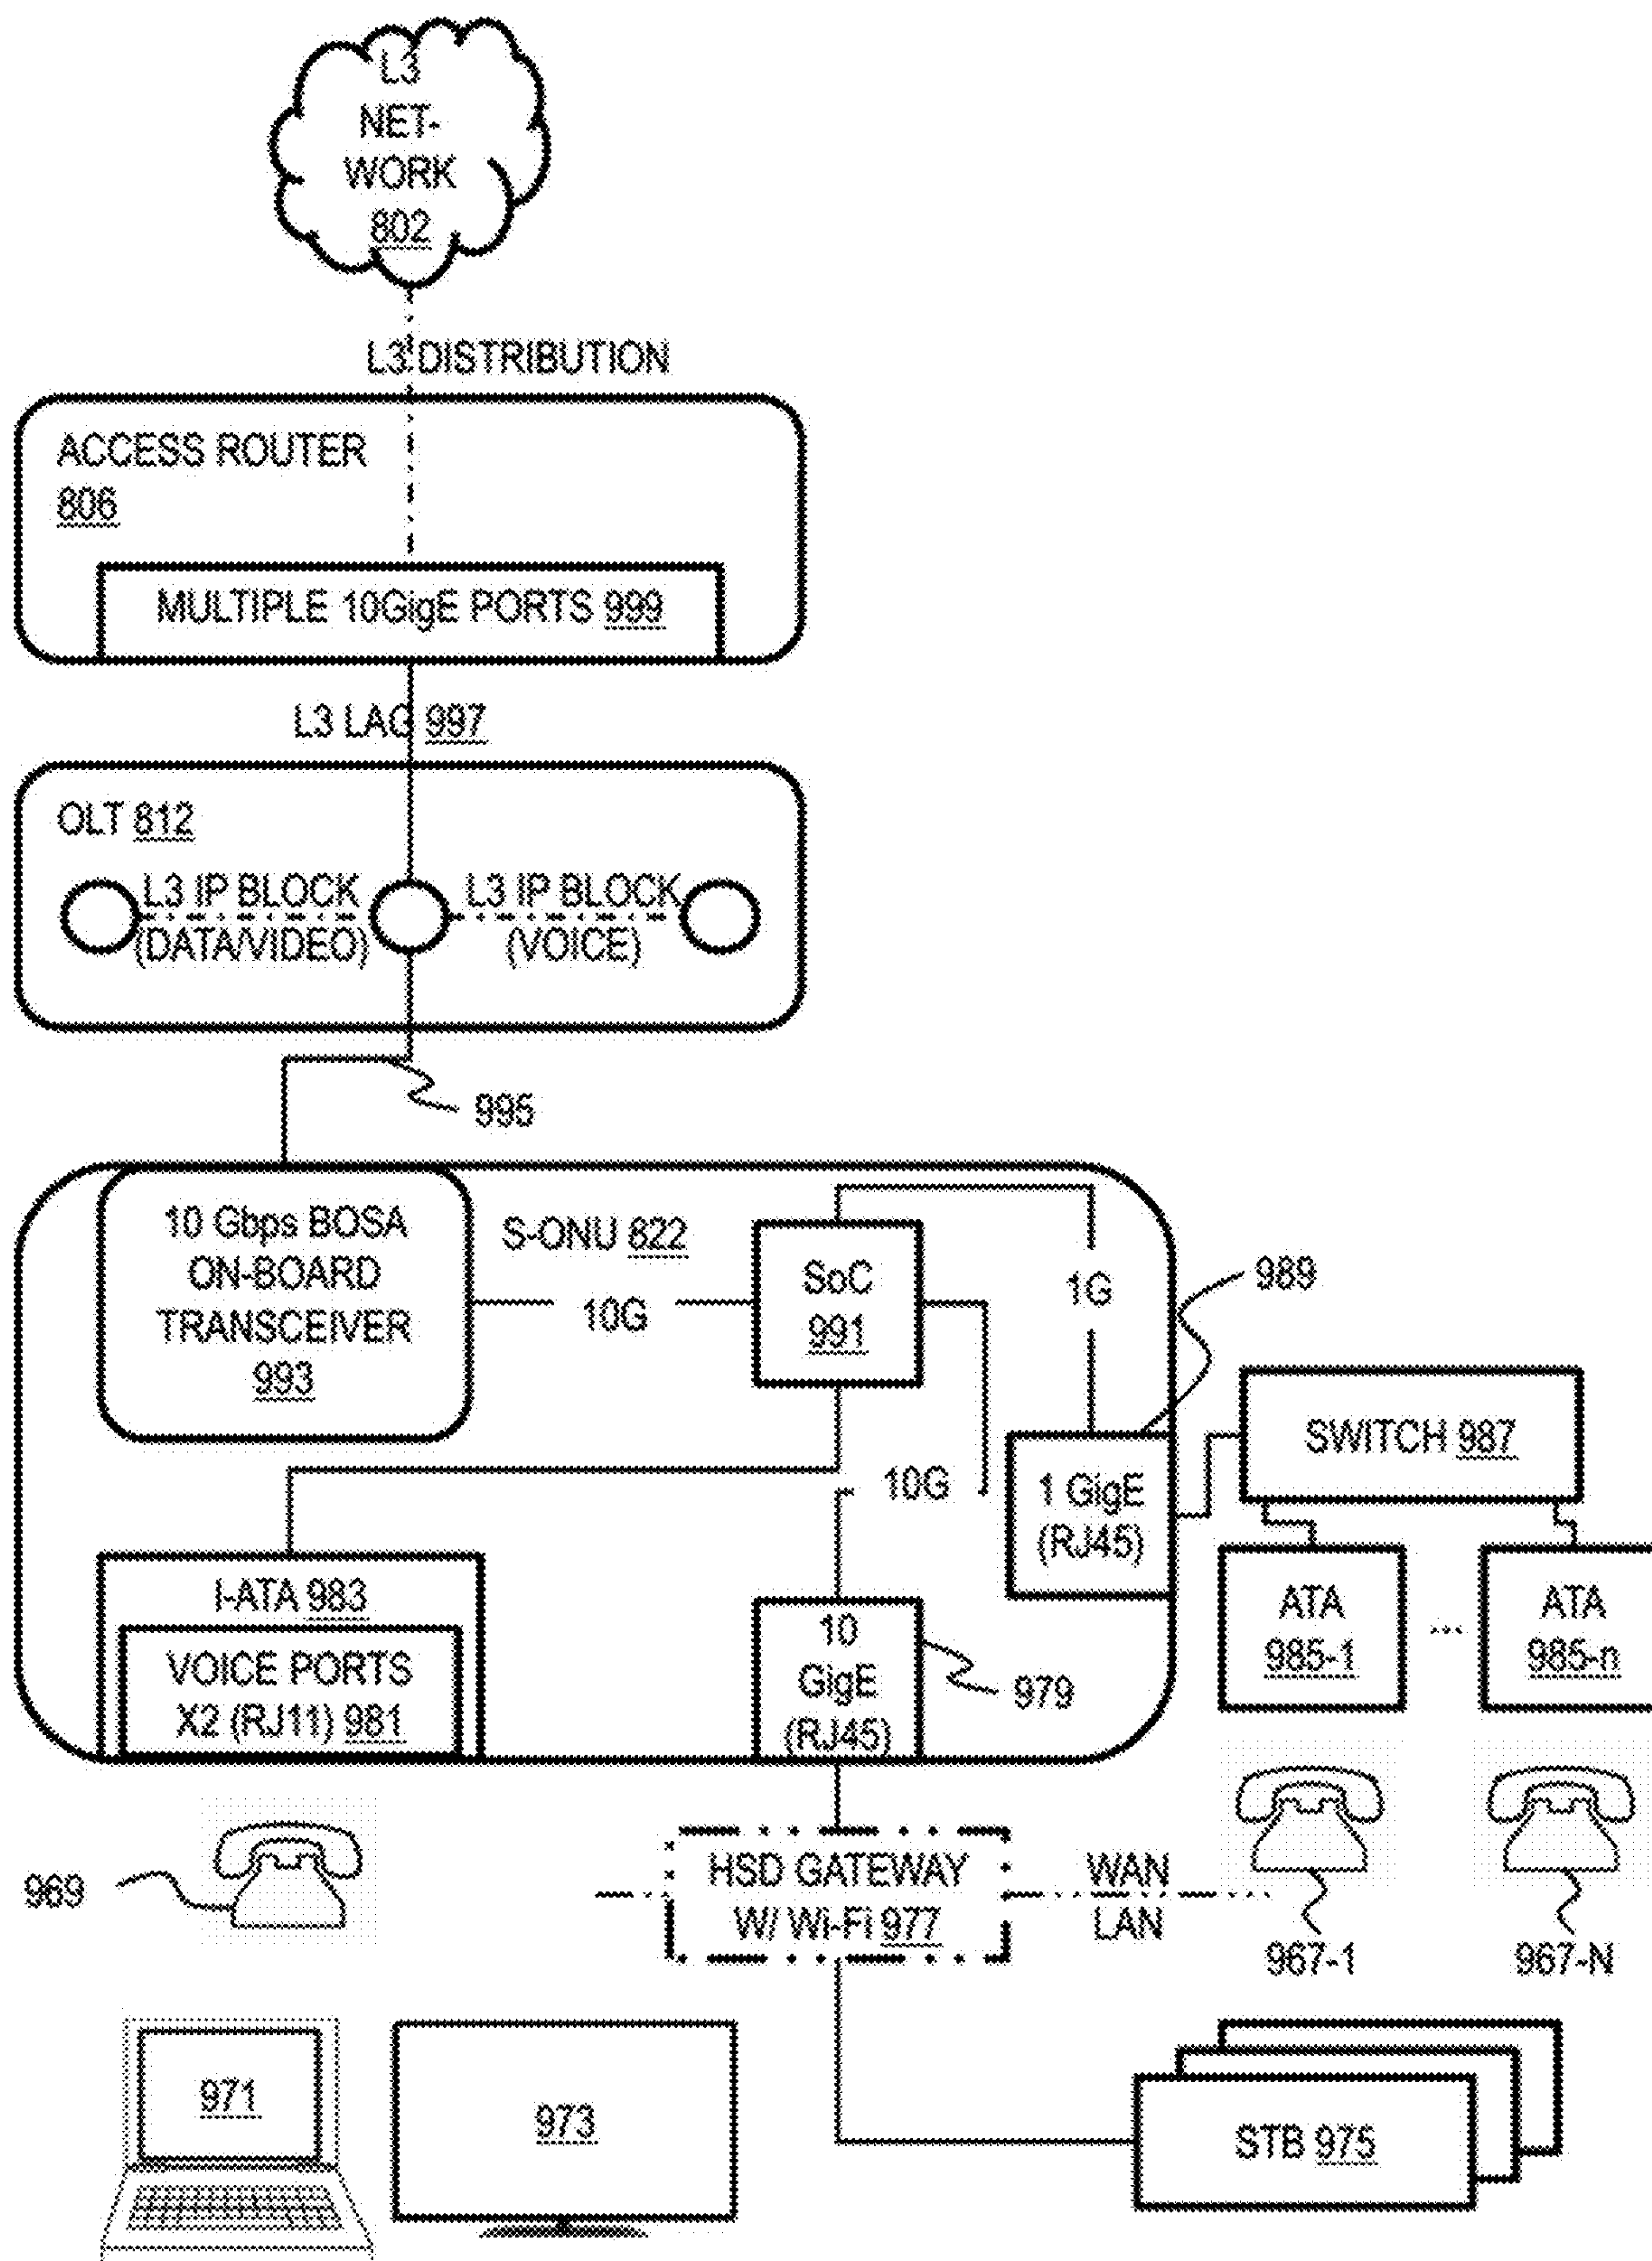 L3
NET-
WORK
802
L3 DISTRIBUTION
ACCESS ROUTER
806
MULTIPLE 10GigE PORTS 999
L3 LAG 997
OLT 812
L3 IP BLOCK
(DATA/VIDEO)
L3 IP BLOCK
(VOICE)
995
10 Gbps BOSA
ON-BOARD
TRANSCEIVER
993
S-ONU 822
10G
SoC
991
1G
989
10G
1 GigE
(RJ45)
SWITCH 987
ATA
985-1
...
ATA
985-n
I-ATA 983
VOICE PORTS
X2 (RJ11) 981
10
GigE
(RJ45)
979
969
HSD GATEWAY
W/ Wi-Fi 977
WAN
LAN
967-1
967-N
971
973
STB 975